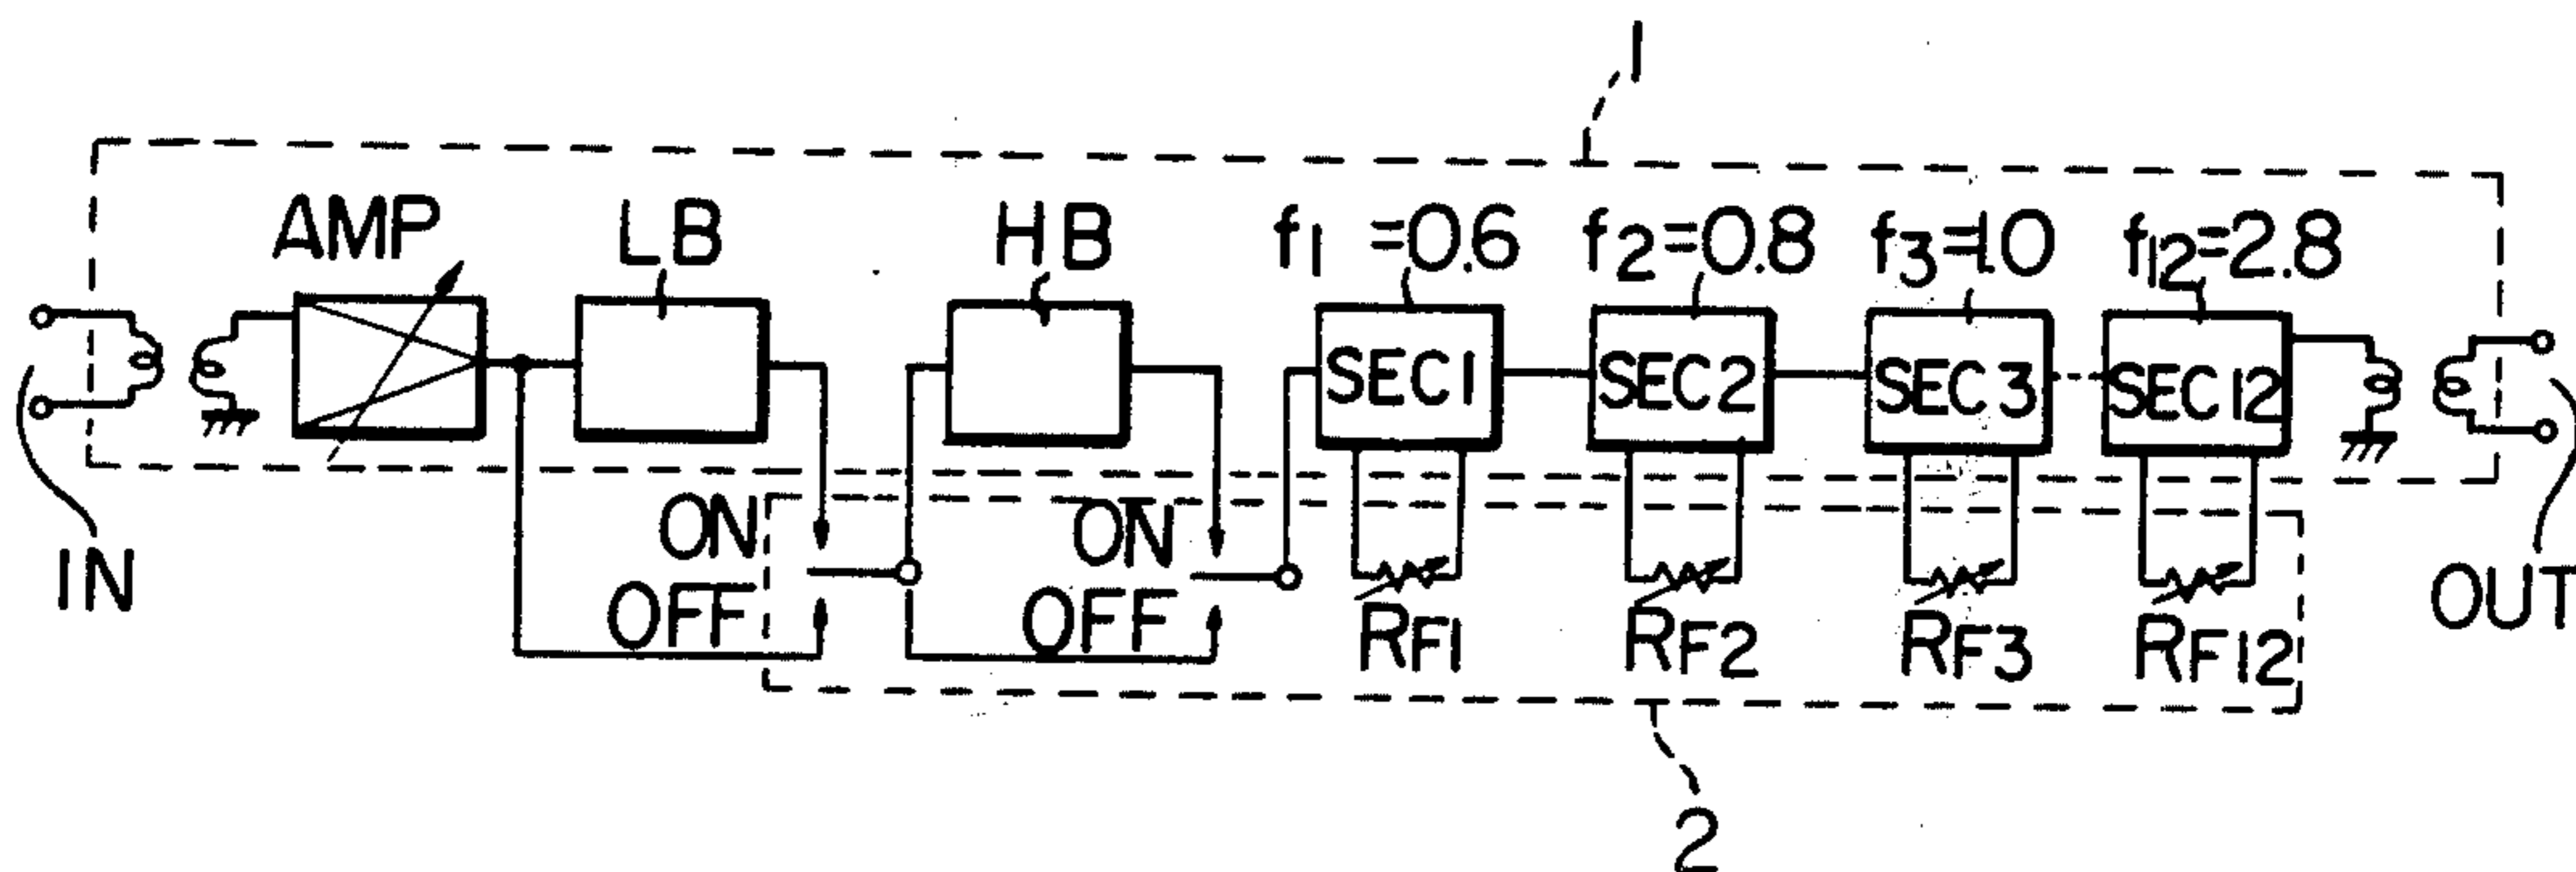 1
AMP LB HB f1 =0.6 f2=0.8 f3=1.0 f12=2.8
SEC1 SEC2 SEC3 SEC12
ON ON
IN OFF OFF RF1 RF2 RF3 RF12 OUT
2